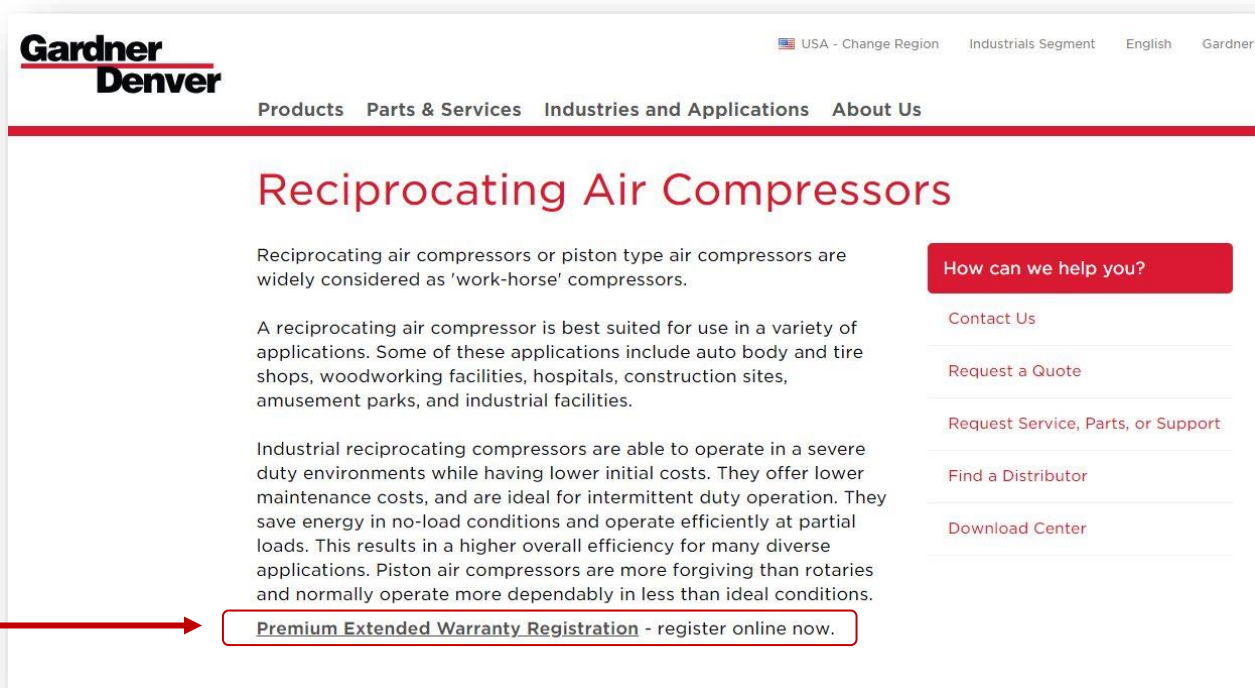 Gardner
Denver
USA - Change Region Industrials Segment English Gardner
Products Parts & Services Industries and Applications About Us
Reciprocating Air Compressors
Reciprocating air compressors or piston type air compressors are
widely considered as 'work-horse' compressors.
A reciprocating air compressor is best suited for use in a variety of
applications. Some of these applications include auto body and tire
shops, woodworking facilities, hospitals, construction sites,
amusement parks, and industrial facilities.
Industrial reciprocating compressors are able to operate in a severe
duty environments while having lower initial costs. They offer lower
maintenance costs, and are ideal for intermittent duty operation. They
save energy in no-load conditions and operate efficiently at partial
loads. This results in a higher overall efficiency for many diverse
applications. Piston air compressors are more forgiving than rotaries
and normally operate more dependably in less than ideal conditions.
Premium Extended Warranty Registration - register online now.
How can we help you?
Contact Us
Request a Quote
Request Service, Parts, or Support
Find a Distributor
Download Center